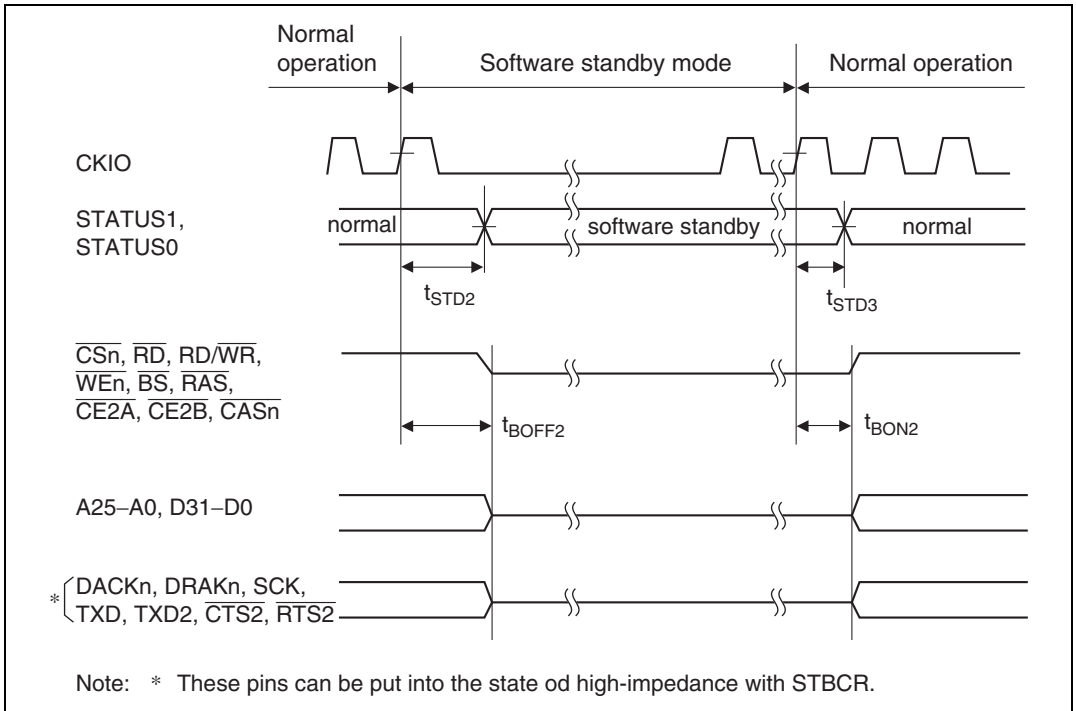 Normal
operation
Software standby mode
Normal operation
CKIO
STATUS1,
STATUS0
normal
software standby
normal
tSTD2
tSTD3
CSn, RD, RD/WR,
WEn, BS, RAS,
CE2A, CE2B, CASn
tBOFF2
tBON2
A25–A0, D31–D0
* DACKn, DRAKn, SCK,
TXD, TXD2, CTS2, RTS2
Note: * These pins can be put into the state od high-impedance with STBCR.